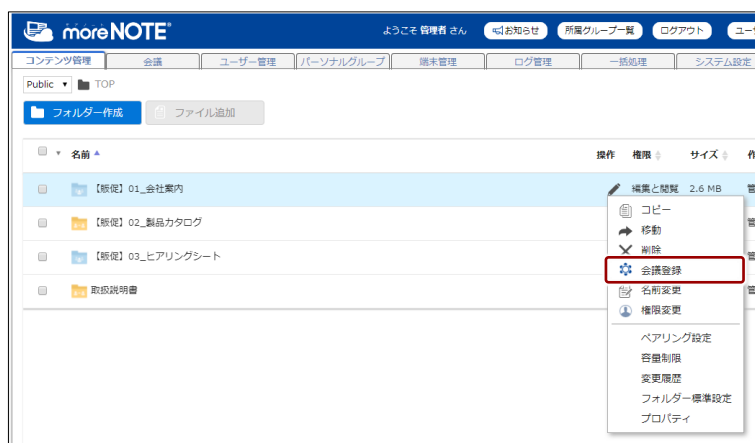 moreNOTE
ようこそ 管理者 さん お知らせ 所属グループ一覧 ログアウト
コンテンツ管理 会議 ユーザー管理 パーソナルグループ 端末管理 ログ管理 一括処理 システム設定
Public TOP
フォルダー作成 ファイル追加
名前 操作 権限 サイズ
【販促】01_会社案内 編集と閲覧 2.6 MB
【販促】02_製品カタログ
【販促】03_ヒアリングシート
取扱説明書
コピー
移動
削除
会議登録
名前変更
権限変更
ペアリング設定
容量制限
変更履歴
フォルダー標準設定
プロパティ